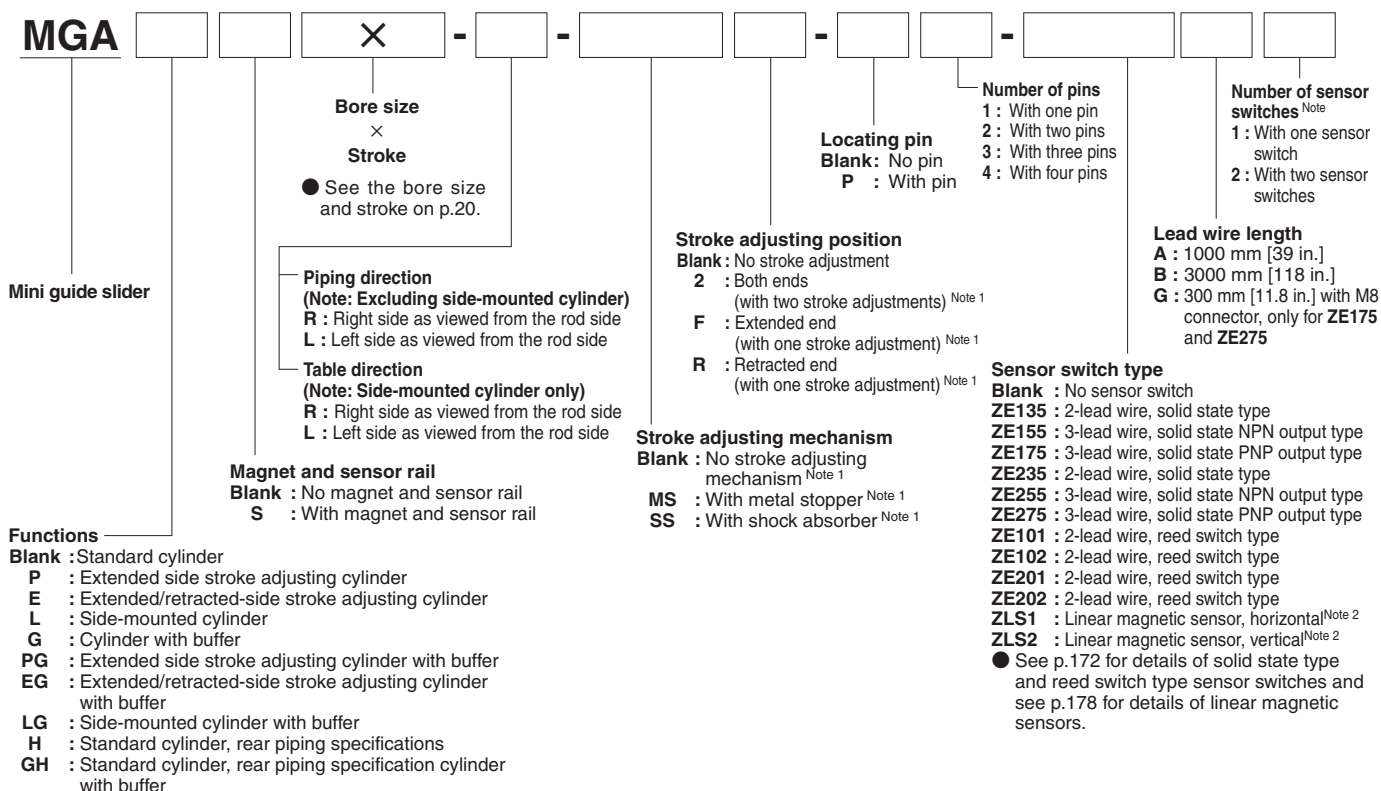 MGA × - - - -
Mini guide slider
Functions
Blank : Standard cylinder
P : Extended side stroke adjusting cylinder
E : Extended/retracted-side stroke adjusting cylinder
L : Side-mounted cylinder
G : Cylinder with buffer
PG : Extended side stroke adjusting cylinder with buffer
EG : Extended/retracted-side stroke adjusting cylinder
with buffer
LG : Side-mounted cylinder with buffer
H : Standard cylinder, rear piping specifications
GH : Standard cylinder, rear piping specification cylinder
with buffer
Magnet and sensor rail
Blank : No magnet and sensor rail
S : With magnet and sensor rail
Bore size
×
Stroke
● See the bore size
and stroke on p.20.
Piping direction
(Note: Excluding side-mounted cylinder)
R : Right side as viewed from the rod side
L : Left side as viewed from the rod side
Table direction
(Note: Side-mounted cylinder only)
R : Right side as viewed from the rod side
L : Left side as viewed from the rod side
Stroke adjusting mechanism
Blank : No stroke adjusting
mechanism Note 1
MS : With metal stopper Note 1
SS : With shock absorber Note 1
Stroke adjusting position
Blank : No stroke adjustment
2 : Both ends
(with two stroke adjustments) Note 1
F : Extended end
(with one stroke adjustment) Note 1
R : Retracted end
(with one stroke adjustment) Note 1
Locating pin
Blank : No pin
P : With pin
Number of pins
1 : With one pin
2 : With two pins
3 : With three pins
4 : With four pins
Sensor switch type
Blank : No sensor switch
ZE135 : 2-lead wire, solid state type
ZE155 : 3-lead wire, solid state NPN output type
ZE175 : 3-lead wire, solid state PNP output type
ZE235 : 2-lead wire, solid state type
ZE255 : 3-lead wire, solid state NPN output type
ZE275 : 3-lead wire, solid state PNP output type
ZE101 : 2-lead wire, reed switch type
ZE102 : 2-lead wire, reed switch type
ZE201 : 2-lead wire, reed switch type
ZE202 : 2-lead wire, reed switch type
ZLS1 : Linear magnetic sensor, horizontal Note 2
ZLS2 : Linear magnetic sensor, vertical Note 2
● See p.172 for details of solid state type
and reed switch type sensor switches and
see p.178 for details of linear magnetic
sensors.
Lead wire length
A : 1000 mm [39 in.]
B : 3000 mm [118 in.]
G : 300 mm [11.8 in.] with M8
connector, only for ZE175
and ZE275
Number of sensor
switches Note
1 : With one sensor
switch
2 : With two sensor
switches